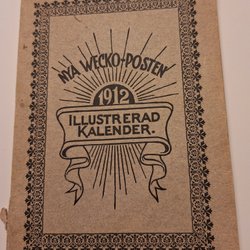 NYA WECKO-POSTEN
1912
ILLUSTRERAD
KALENDER.